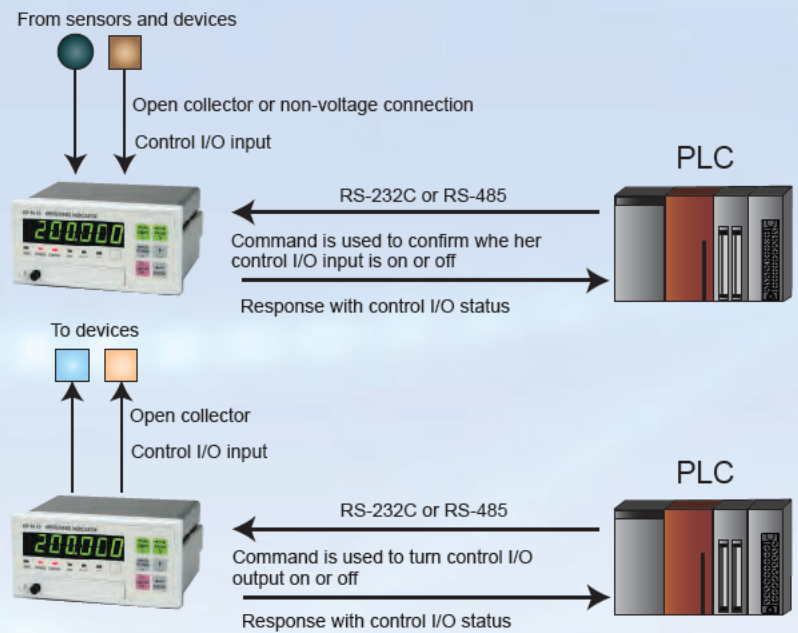 From sensors and devices
Open collector or non-voltage connection
Control I/O input
PLC
RS-232C or RS-485
200.000
Command is used to confirm whe her
control I/O input is on or off
Response with control I/O status
To devices
Open collector
Control I/O input
PLC
RS-232C or RS-485
200.000
Command is used to turn control I/O
output on or off
Response with control I/O status